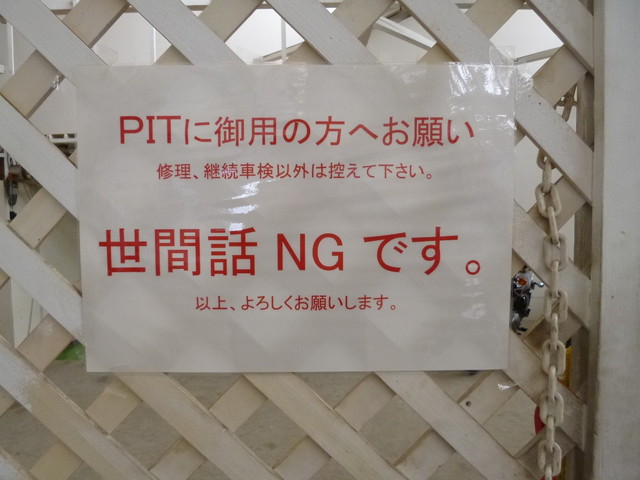 PITに御用の方へお願い
修理、継続車検以外は控えて下さい。
世間話 NG です。
以上、よろしくお願いします。